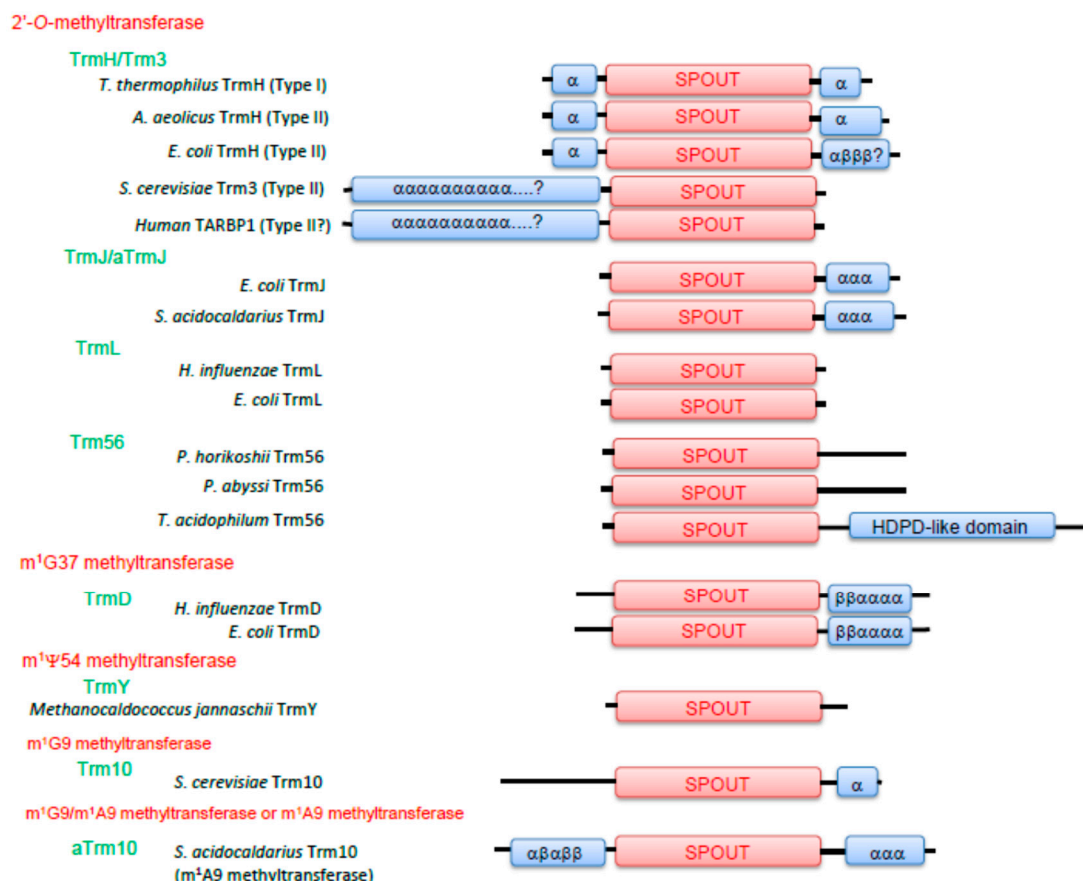 2'-O-methyltransferase
TrmH/Trm3
T. thermophilus TrmH (Type I) α SPOUT α
A. aeolicus TrmH (Type II) α SPOUT α
E. coli TrmH (Type II) α SPOUT αβββ?
S. cerevisiae Trm3 (Type II) αααααααααα....? SPOUT
Human TARBP1 (Type II?) αααααααααα....? SPOUT
TrmJ/aTrmJ
E. coli TrmJ SPOUT ααα
S. acidocaldarius TrmJ SPOUT ααα
TrmL
H. influenzae TrmL SPOUT
E. coli TrmL SPOUT
Trm56
P. horikoshii Trm56 SPOUT
P. abyssi Trm56 SPOUT
T. acidophilum Trm56 SPOUT HDPD-like domain
m¹G37 methyltransferase
TrmD
H. influenzae TrmD SPOUT ββαααα
E. coli TrmD SPOUT ββαααα
m¹Ψ54 methyltransferase
TrmY
Methanocaldococcus jannaschii TrmY SPOUT
m¹G9 methyltransferase
Trm10
S. cerevisiae Trm10 SPOUT α
m¹G9/m¹A9 methyltransferase or m¹A9 methyltransferase
aTrm10
S. acidocaldarius Trm10 αβαββ SPOUT ααα
(m¹A9 methyltransferase)